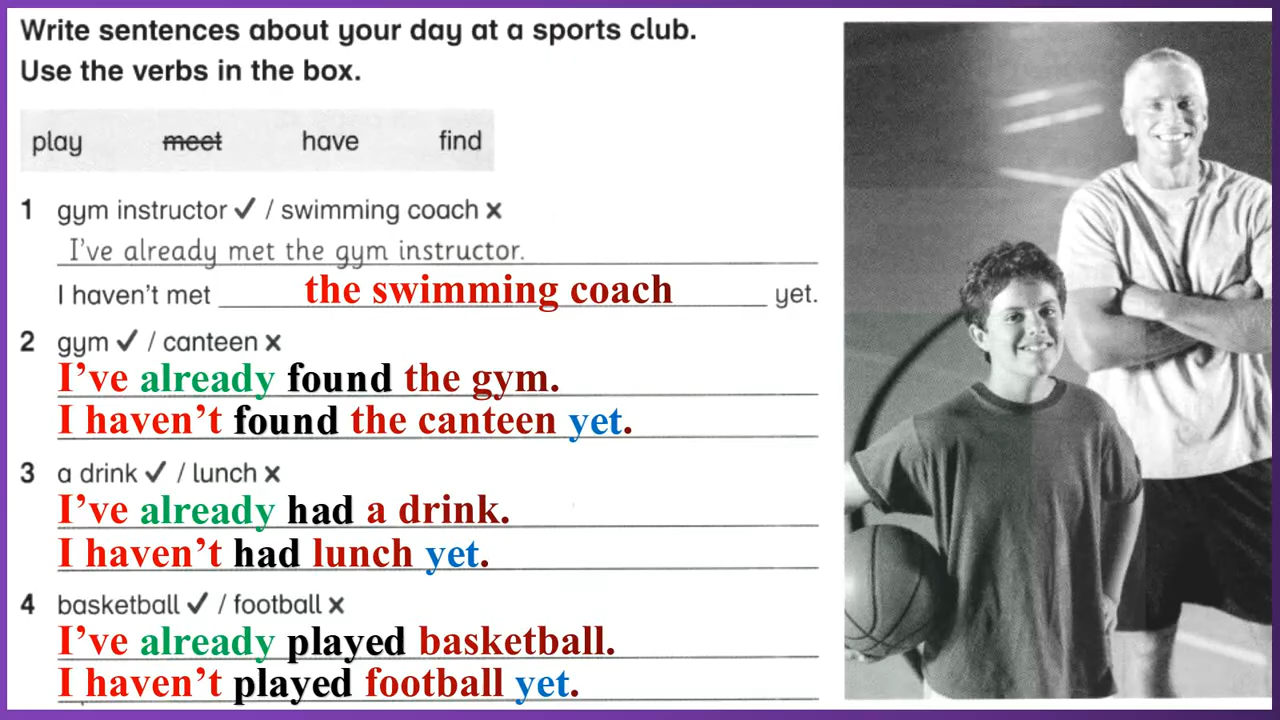 Write sentences about your day at a sports club.
Use the verbs in the box.
play meet have find
1 gym instructor ✓ / swimming coach ✗
I've already met the gym instructor.
I haven't met the swimming coach yet.
2 gym ✓ / canteen ✗
I've already found the gym.
I haven't found the canteen yet.
3 a drink ✓ / lunch ✗
I've already had a drink.
I haven't had lunch yet.
4 basketball ✓ / football ✗
I've already played basketball.
I haven't played football yet.